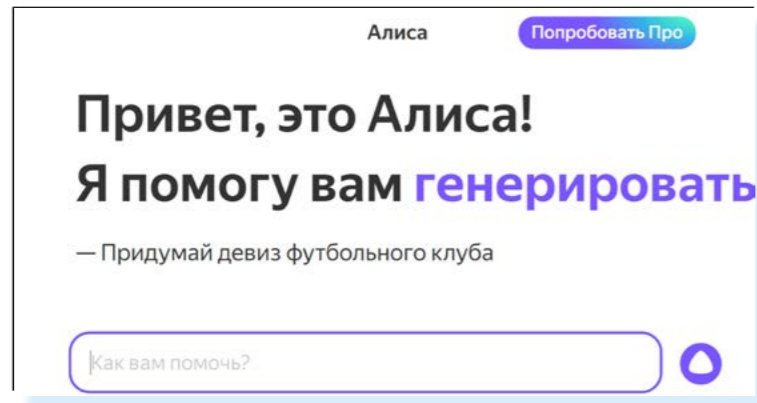 Алиса
Попробовать Про
Привет, это Алиса!
Я помогу вам генерировать
— Придумай девиз футбольного клуба
Как вам помочь?